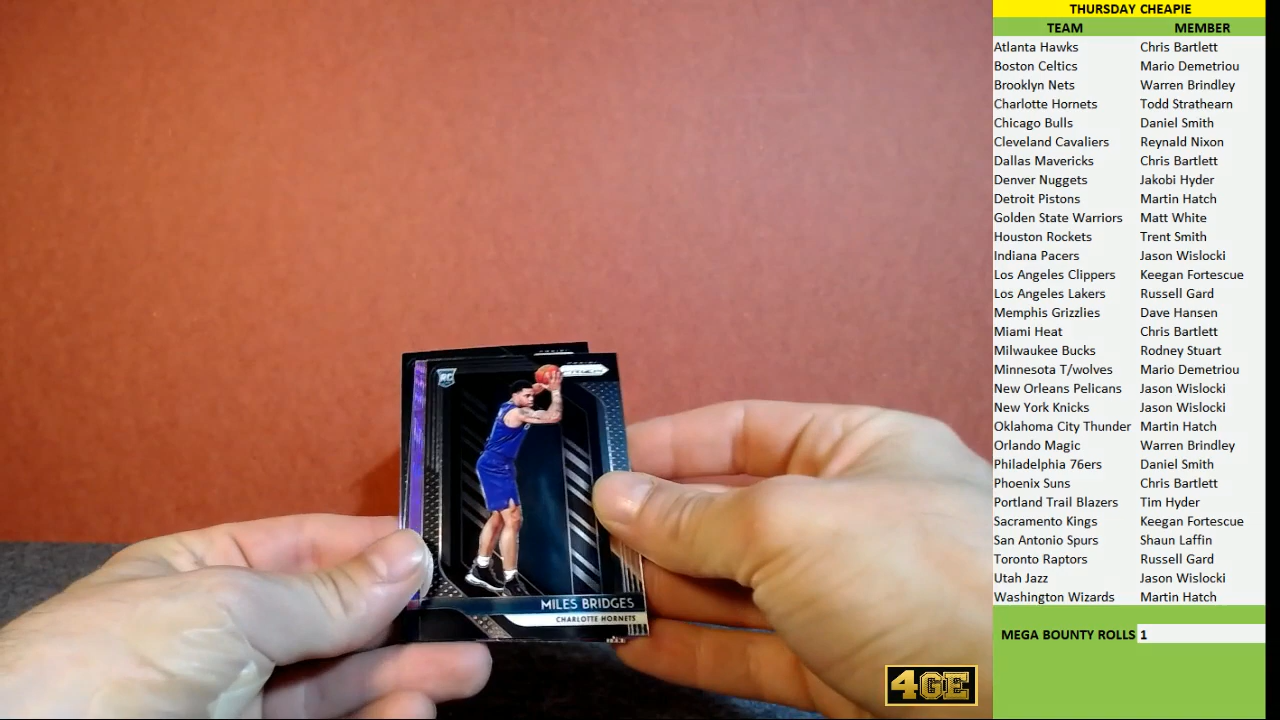 THURSDAY CHEAPIE
TEAM MEMBER
Atlanta Hawks Chris Bartlett
Boston Celtics Mario Demetriou
Brooklyn Nets Warren Brindley
Charlotte Hornets Todd Strathearn
Chicago Bulls Daniel Smith
Cleveland Cavaliers Reynald Nixon
Dallas Mavericks Chris Bartlett
Denver Nuggets Jakobi Hyder
Detroit Pistons Martin Hatch
Golden State Warriors Matt White
Houston Rockets Trent Smith
Indiana Pacers Jason Wislocki
Los Angeles Clippers Keegan Fortescue
Los Angeles Lakers Russell Gard
Memphis Grizzlies Dave Hansen
Miami Heat Chris Bartlett
Milwaukee Bucks Rodney Stuart
Minnesota T/wolves Mario Demetriou
New Orleans Pelicans Jason Wislocki
New York Knicks Jason Wislocki
Oklahoma City Thunder Martin Hatch
Orlando Magic Warren Brindley
Philadelphia 76ers Daniel Smith
Phoenix Suns Chris Bartlett
Portland Trail Blazers Tim Hyder
Sacramento Kings Keegan Fortescue
San Antonio Spurs Shaun Laffin
Toronto Raptors Russell Gard
Utah Jazz Jason Wislocki
Washington Wizards Martin Hatch
MEGA BOUNTY ROLLS 1
RC
MILES BRIDGES
CHARLOTTE HORNETS
4GE